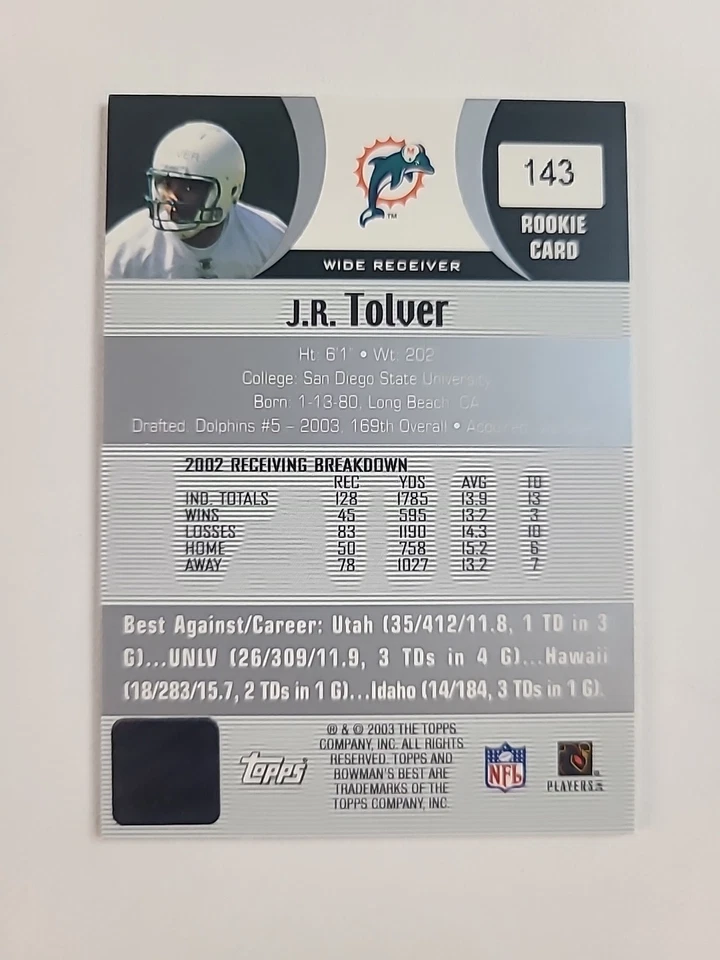 143
ROOKIE
CARD
TM
WIDE RECEIVER
J.R. Tolver
Ht: 6'1" • Wt: 202
College: San Diego State University
Born: 1-13-80, Long Beach, CA
Drafted: Dolphins #5 – 2003, 169th Overall •
2002 RECEIVING BREAKDOWN
REC YDS AVG TD
IND. TOTALS 128 1785 13.9 13
WINS 45 595 13.2 3
LOSSES 83 1190 14.3 10
HOME 50 758 15.2 6
AWAY 78 1027 13.2 7
Best Against/Career: Utah (35/412/11.8, 1 TD in 3
G)...UNLV (26/309/11.9, 3 TDs in 4 G)...Hawaii
(18/283/15.7, 2 TDs in 1 G)...Idaho (14/184, 3 TDs in 1 G).
topps
® & © 2003 THE TOPPS
COMPANY, INC. ALL RIGHTS
RESERVED. TOPPS AND
BOWMAN'S BEST ARE
TRADEMARKS OF THE
TOPPS COMPANY, INC.
NFL
PLAYERS INC